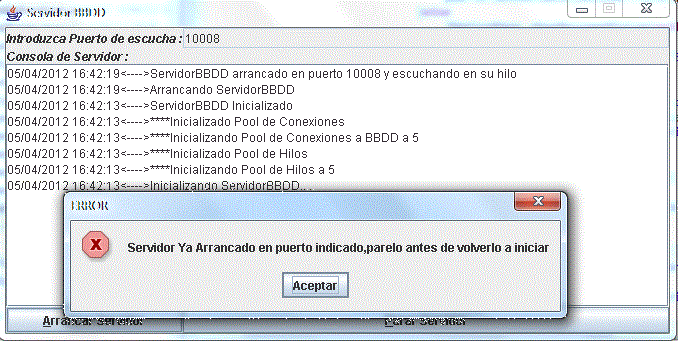 Servidor BBDD
Introduzca Puerto de escucha : 10008
Consola de Servidor :
05/04/2012 16:42:19<---->ServidorBBDD arrancado en puerto 10008 y escuchando en su hilo
05/04/2012 16:42:19<---->Arrancando ServidorBBDD
05/04/2012 16:42:13<---->ServidorBBDD Inicializado
05/04/2012 16:42:13<---->****Inicializado Pool de Conexiones
05/04/2012 16:42:13<---->****Inicializado Pool de Conexiones a BBDD a 5
05/04/2012 16:42:13<---->****Inicializado Pool de Hilos
05/04/2012 16:42:13<---->****Inicializado Pool de Hilos a 5
05/04/2012 16:42:13<---->Inicializando ServidorBBDD...
ERROR
Servidor Ya Arrancado en puerto indicado,parelo antes de volverlo a iniciar
Aceptar